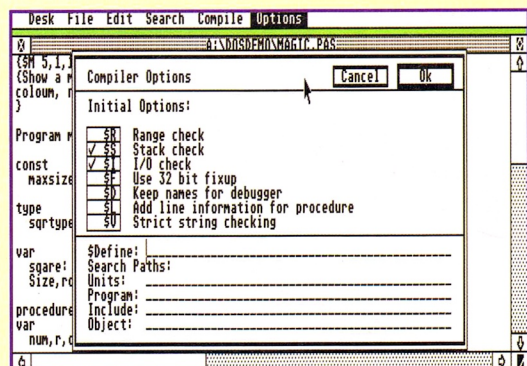 Desk File Edit Search Compile Options
A:\DOSDEMO\MAGIC.PAS
{$M 5,1,1
{Show a m
coloum, r
}
Program m
const
maxsize
type
sqrtype
var
sqare:
Size,ro
procedure
var
num,r,c
Compiler Options
Cancel
Ok
Initial Options:
$R Range check
✓ $S Stack check
✓ $I I/O check
$F Use 32 bit fixup
$D Keep names for debugger
$L Add line information for procedure
$V Strict string checking
$Define:
Search Paths:
Units:
Program:
Include:
Object: